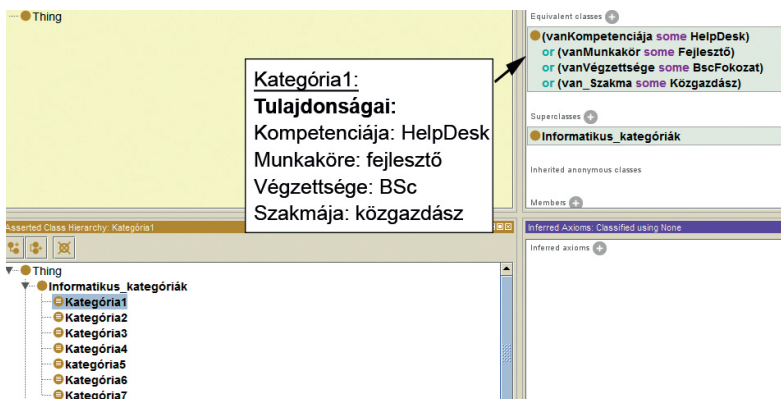 Thing
Equivalent classes
(vanKompetenciája some HelpDesk)
or (vanMunkakör some Fejlesztő)
or (vanVégzettsége some BscFokozat)
or (van_Szakma some Közgazdász)
Superclasses
Informatikus_kategóriák
Inherited anonymous classes
Members
Kategória1:
Tulajdonságai:
Kompetenciája: HelpDesk
Munkaköre: fejlesztő
Végzettsége: BSc
Szakmája: közgazdász
Asserted Class Hierarchy: Kategória1
Thing
Informatikus_kategóriák
Kategória1
Kategória2
Kategória3
Kategória4
kategória5
Kategória6
Kategória7
Inferred Axioms: Classified using None
Inferred axioms